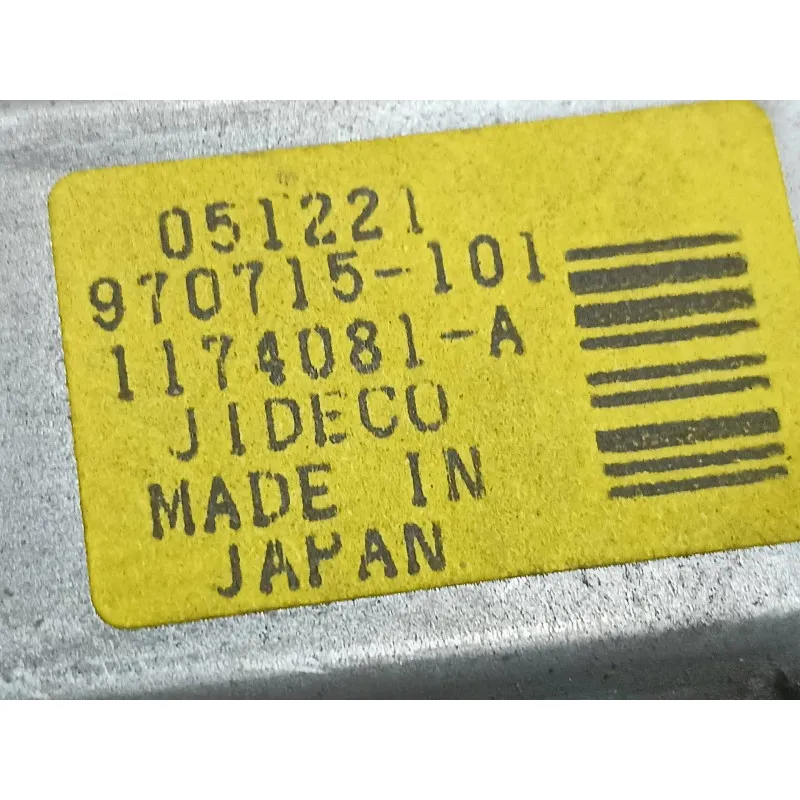 051221
970715-101
1174081-A
JIDECO
MADE IN
JAPAN